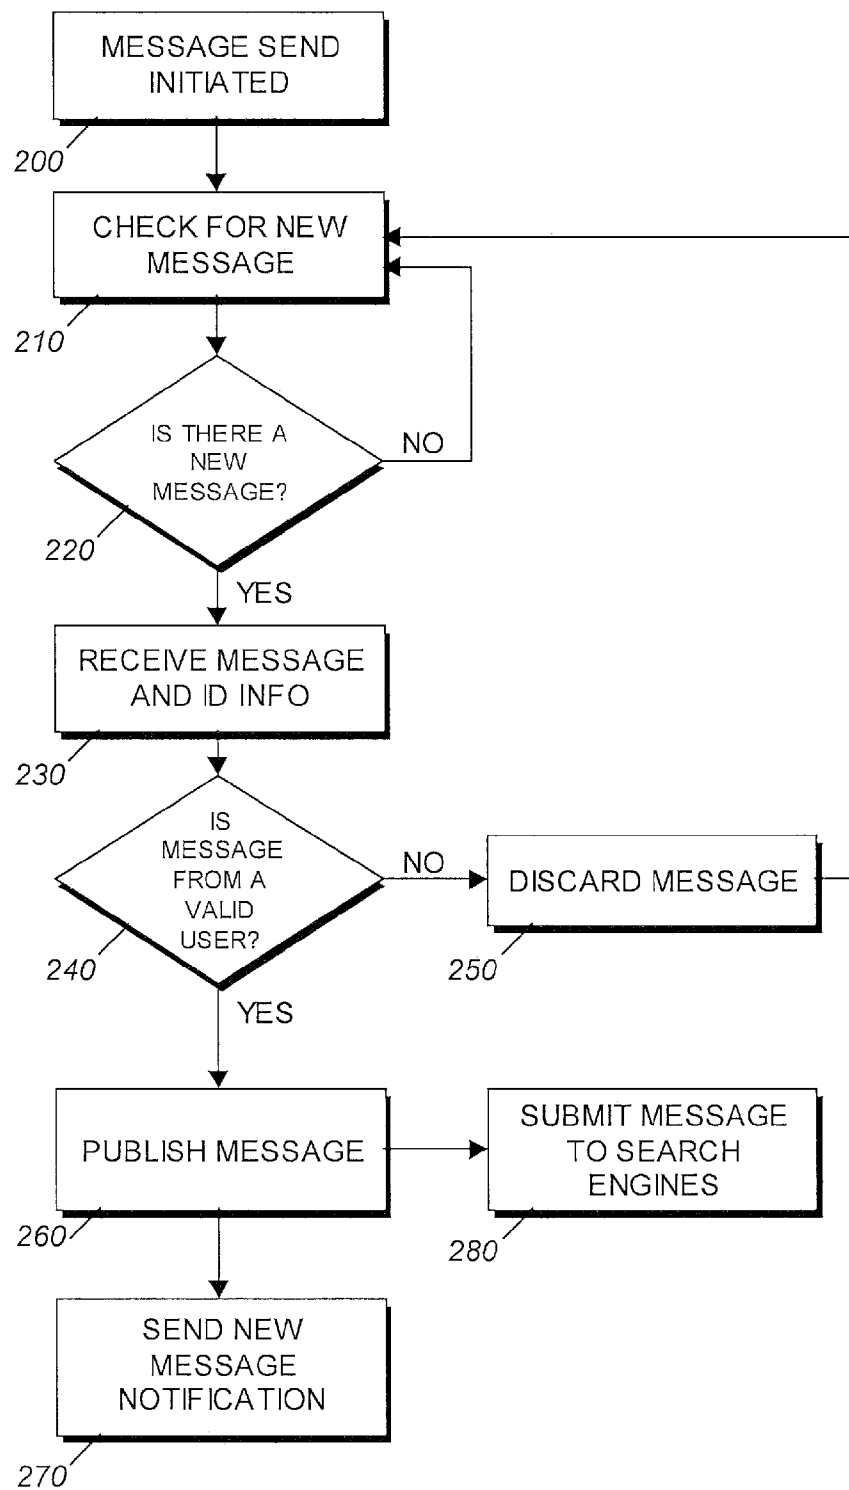 MESSAGE SEND
INITIATED
200
CHECK FOR NEW
MESSAGE
210
IS THERE A
NEW
MESSAGE?
NO
220
YES
RECEIVE MESSAGE
AND ID INFO
230
IS
MESSAGE
FROM A
VALID
USER?
NO
240
DISCARD MESSAGE
250
YES
PUBLISH MESSAGE
260
SUBMIT MESSAGE
TO SEARCH
ENGINES
280
SEND NEW
MESSAGE
NOTIFICATION
270